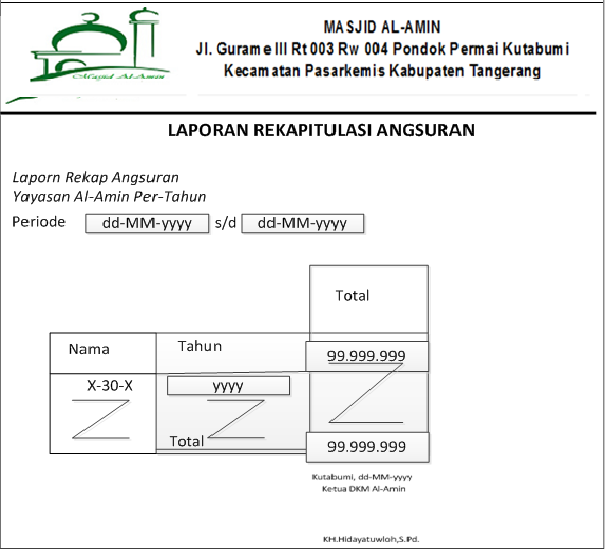 Masjid Al-Amin
MASJID AL-AMIN
Jl. Gurame III Rt 003 Rw 004 Pondok Permai Kutabumi
Kecamatan Pasarkemis Kabupaten Tangerang
LAPORAN REKAPITULASI ANGSURAN
Laporn Rekap Angsuran
Yayasan Al-Amin Per-Tahun
Periode dd-MM-yyyy s/d dd-MM-yyyy
Total
Nama Tahun 99.999.999
X-30-X yyyy
Total 99.999.999
Kutabumi, dd-MM-yyyy
Ketua DKM Al-Amin
KHI.Hidayatuwloh,S.Pd.